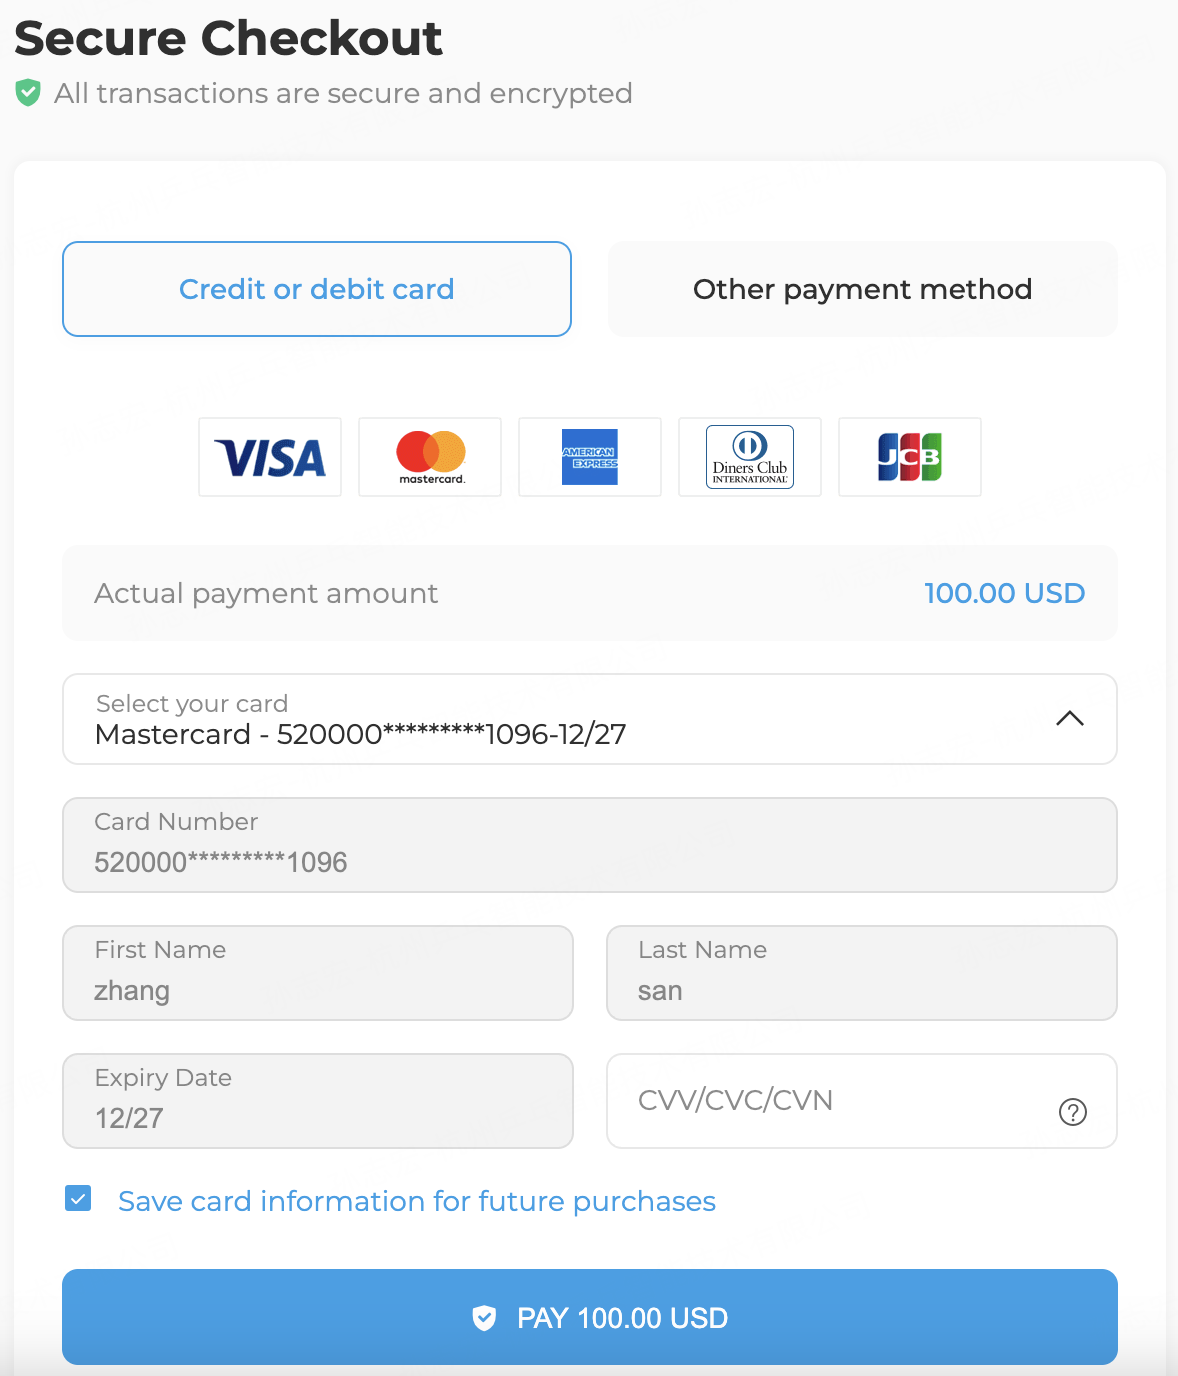 Secure Checkout
All transactions are secure and encrypted
Credit or debit card
Other payment method
VISA
mastercard.
AMERICAN
EXPRESS
Diners Club
INTERNATIONAL
JCB
Actual payment amount
100.00 USD
Select your card
Mastercard - 520000*********1096-12/27
Card Number
520000*********1096
First Name
zhang
Last Name
san
Expiry Date
12/27
CVV/CVC/CVN
?
Save card information for future purchases
PAY 100.00 USD